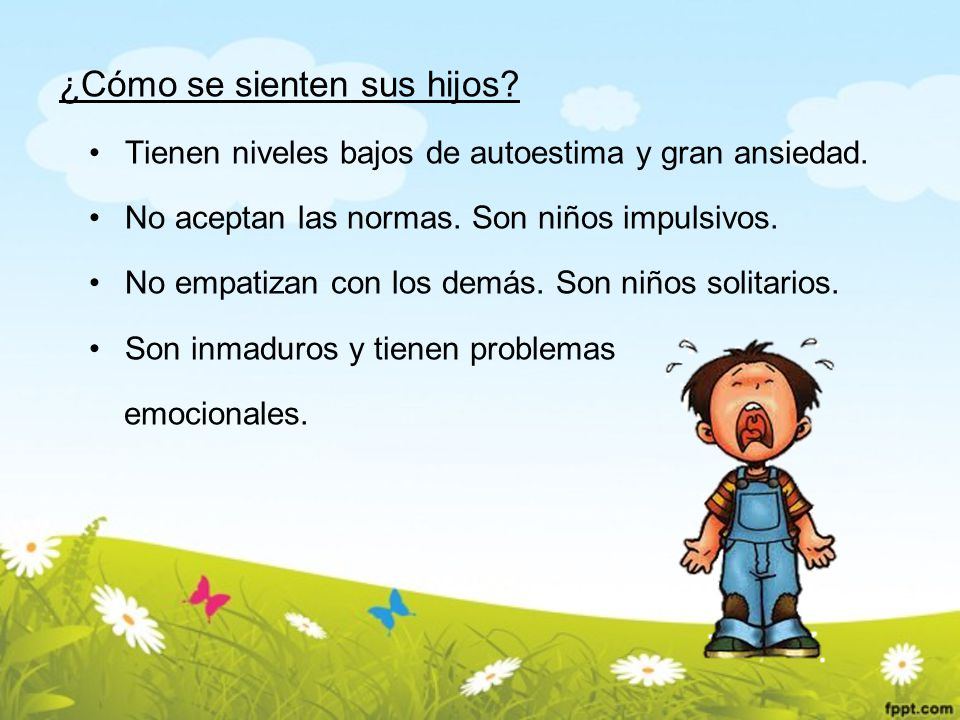 ¿Cómo se sienten sus hijos?
• Tienen niveles bajos de autoestima y gran ansiedad.
• No aceptan las normas. Son niños impulsivos.
• No empatizan con los demás. Son niños solitarios.
• Son inmaduros y tienen problemas
emocionales.
fppt.com